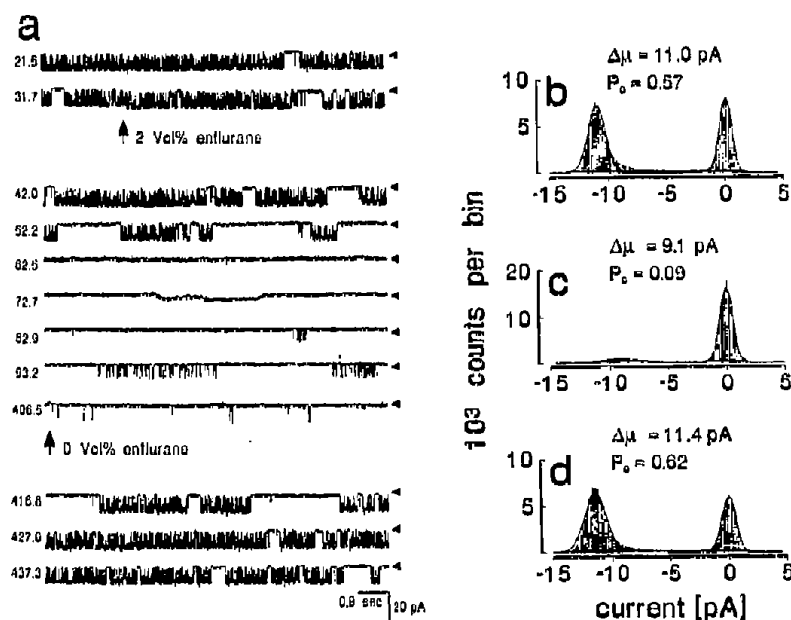 a
21.5
31.7
2 Vol% enflurane
42.0
52.2
62.5
72.7
82.9
93.2
406.5
0 Vol% enflurane
416.8
427.0
437.3
0.9 sec
20 pA
10³ counts per bin
b
Δμ = 11.0 pA
Pₒ = 0.57
10
5
-15 -10 -5 0 5
c
Δμ = 9.1 pA
Pₒ = 0.09
20
10
-15 -10 -5 0 5
d
Δμ = 11.4 pA
Pₒ = 0.62
10
5
0
-15 -10 -5 0 5
current [pA]